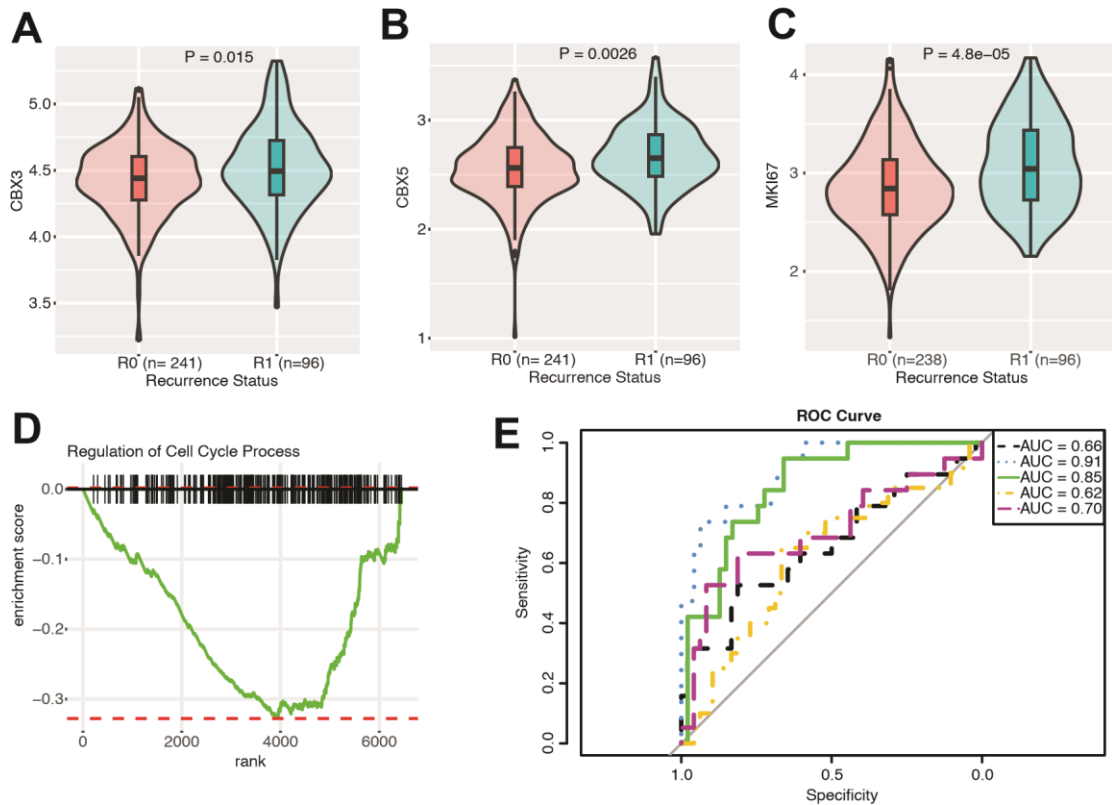 A
P = 0.015
CBX3
5.0
4.5
4.0
3.5
R0 (n= 241)
R1 (n=96)
Recurrence Status
B
P = 0.0026
CBX5
3
2
1
R0 (n= 241)
R1 (n=96)
Recurrence Status
C
P = 4.8e-05
MKI67
4
3
2
R0 (n=238)
R1 (n=96)
Recurrence Status
D
Regulation of Cell Cycle Process
enrichment score
0.0
−0.1
−0.2
−0.3
0
2000
4000
6000
rank
E
ROC Curve
Sensitivity
1.0
0.8
0.6
0.4
0.2
0.0
AUC = 0.66
AUC = 0.91
AUC = 0.85
AUC = 0.62
AUC = 0.70
1.0
0.5
0.0
Specificity